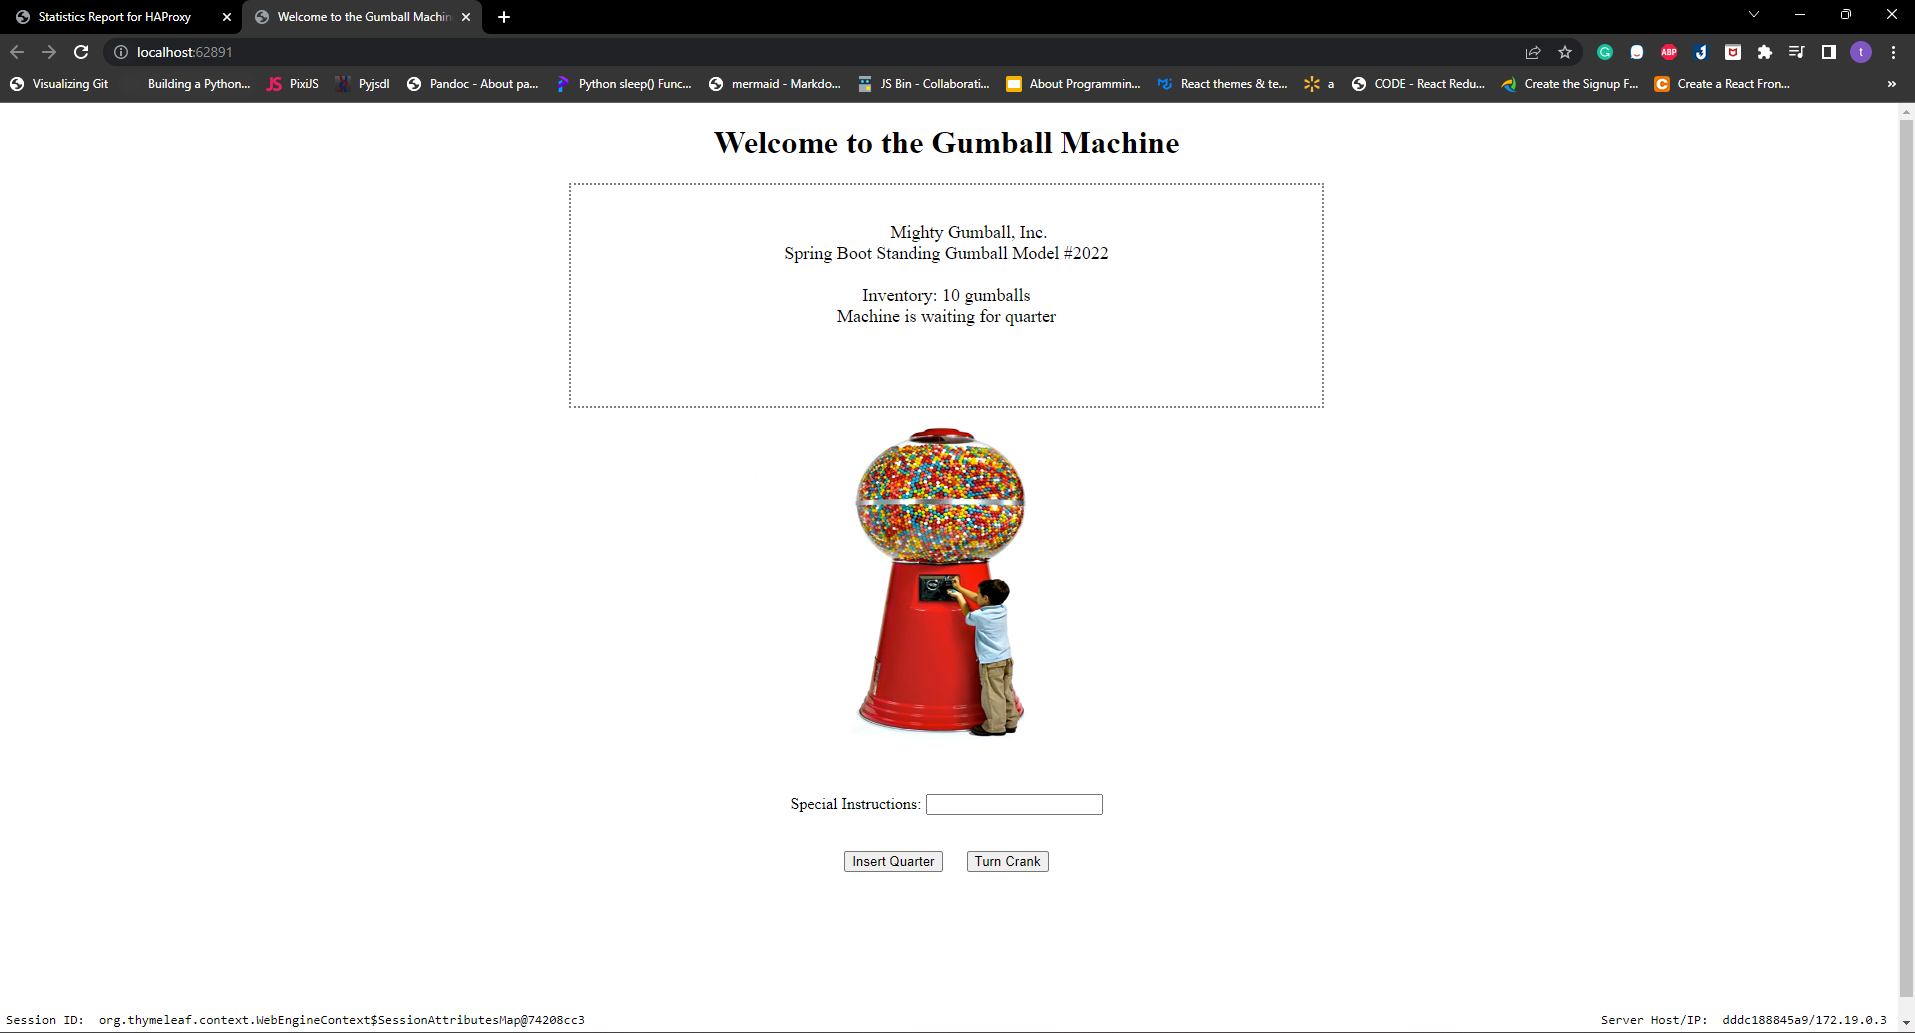 Statistics Report for HAProxy
Welcome to the Gumball Machin
localhost:62891
ABP
Visualizing Git
Building a Python...
JS PixiJS
Pyjsdl
Pandoc - About pa...
Python sleep() Func...
mermaid - Markdo...
JS Bin - Collaborati...
About Programmin...
React themes & te...
a
CODE - React Redu...
Create the Signup F...
C Create a React Fron...
»
Welcome to the Gumball Machine
Mighty Gumball, Inc.
Spring Boot Standing Gumball Model #2022
Inventory: 10 gumballs
Machine is waiting for quarter
Special Instructions:
Insert Quarter
Turn Crank
Session ID: org.thymeleaf.context.WebEngineContext$SessionAttributesMap@74208cc3
Server Host/IP: dddc188845a9/172.19.0.3